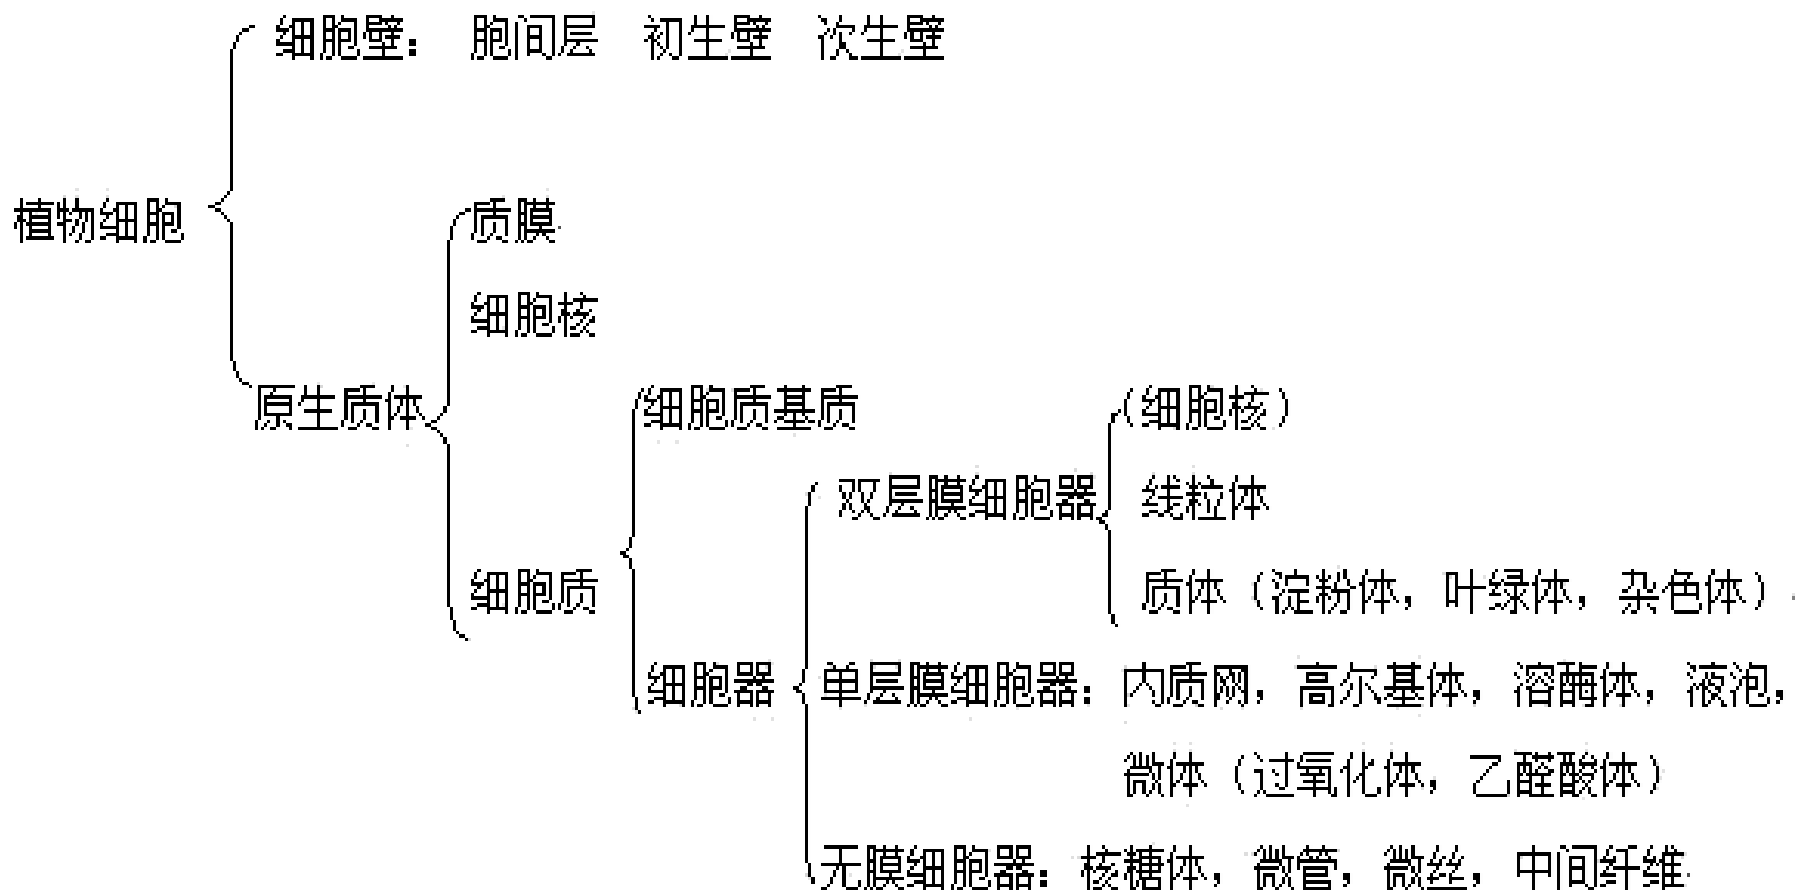 细胞壁： 胞间层 初生壁 次生壁
植物细胞 质膜
细胞核
原生质体 细胞质基质 （细胞核）
双层膜细胞器 线粒体
细胞质 质体（淀粉体，叶绿体，杂色体）
细胞器 单层膜细胞器：内质网，高尔基体，溶酶体，液泡，
微体（过氧化体，乙醛酸体）
无膜细胞器：核糖体，微管，微丝，中间纤维